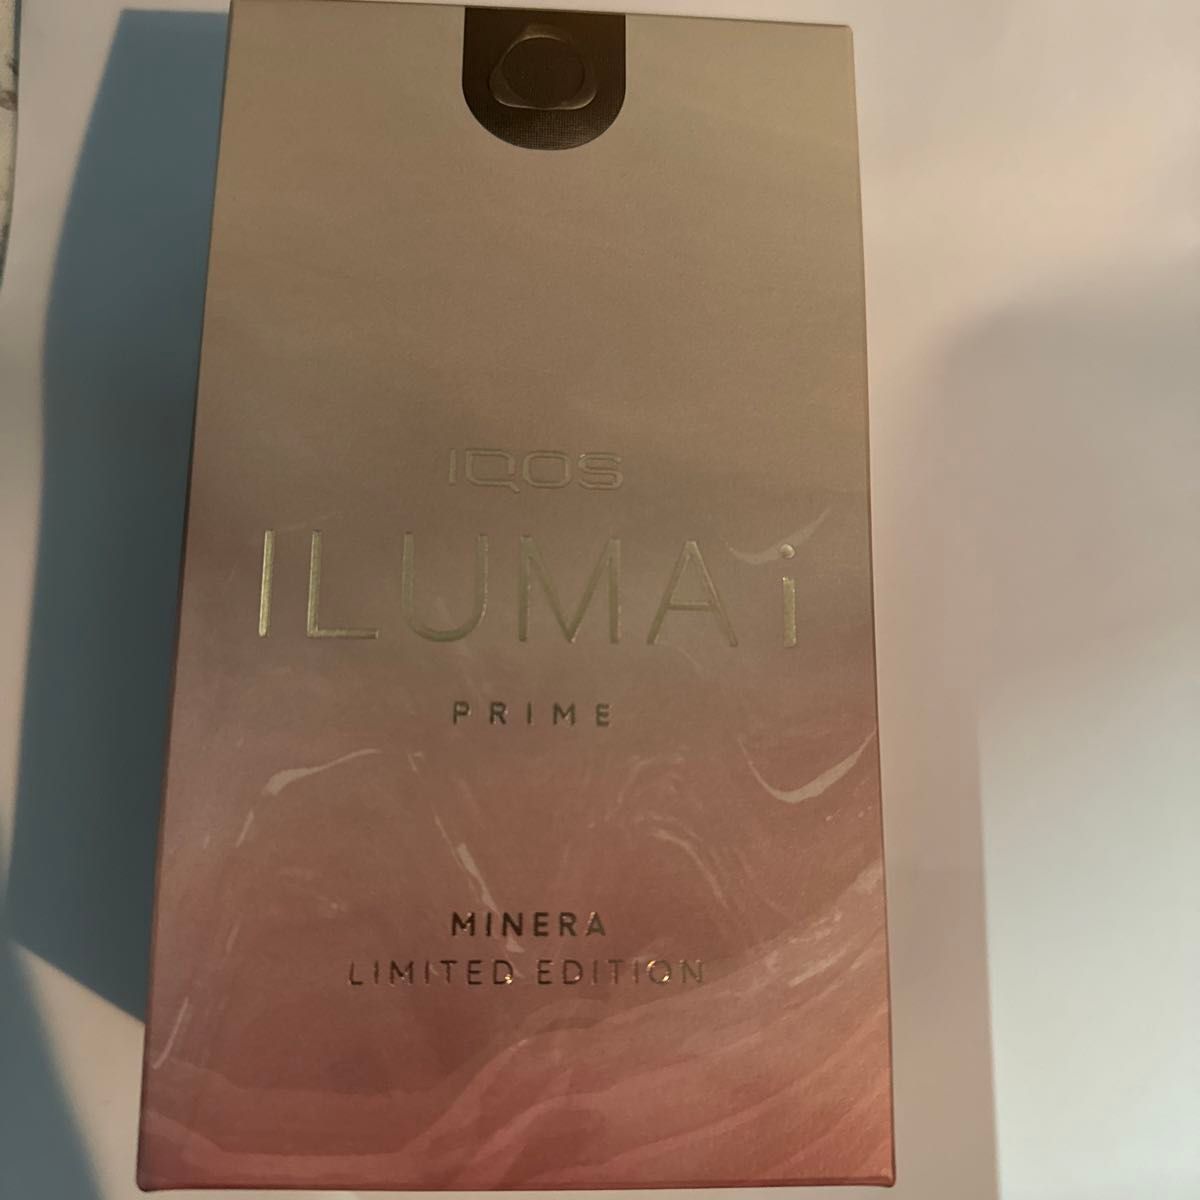 IQOS
ILUMA i
PRIME
MINERA
LIMITED EDITION